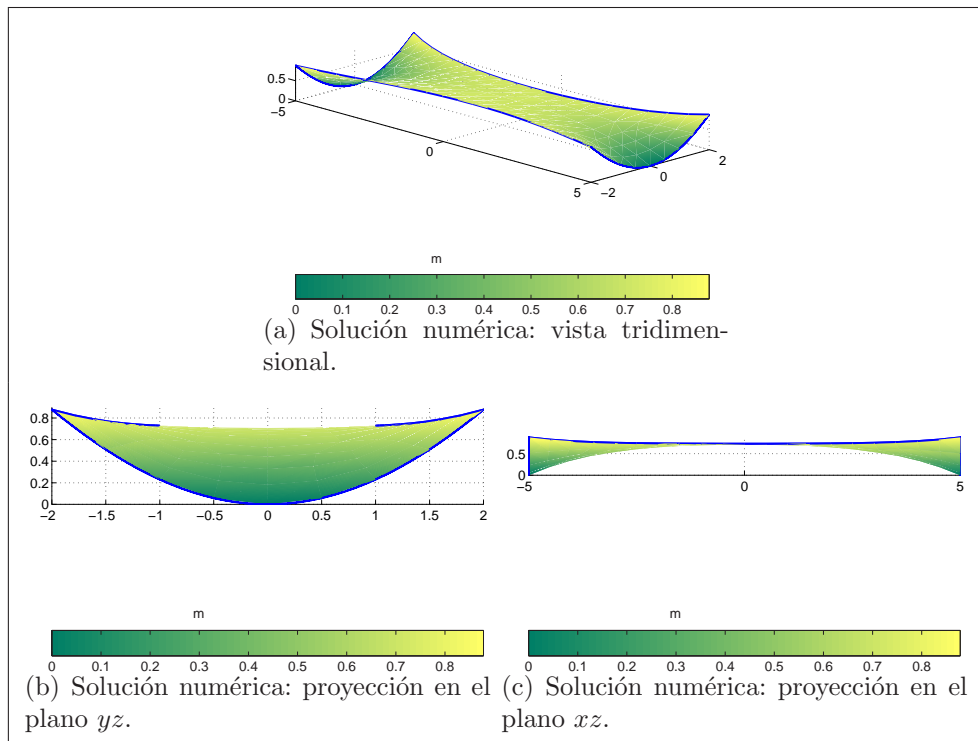 0.5
0
−5
0
5
−2
0
2
m
0 0.1 0.2 0.3 0.4 0.5 0.6 0.7 0.8
(a) Solución numérica: vista tridimen-
sional.
0.8
0.6
0.4
0.2
0
−2 −1.5 −1 −0.5 0 0.5 1 1.5 2
m
0 0.1 0.2 0.3 0.4 0.5 0.6 0.7 0.8
(b) Solución numérica: proyección en el
plano yz.
0.5
0
−5 0 5
m
0 0.1 0.2 0.3 0.4 0.5 0.6 0.7 0.8
(c) Solución numérica: proyección en el
plano xz.